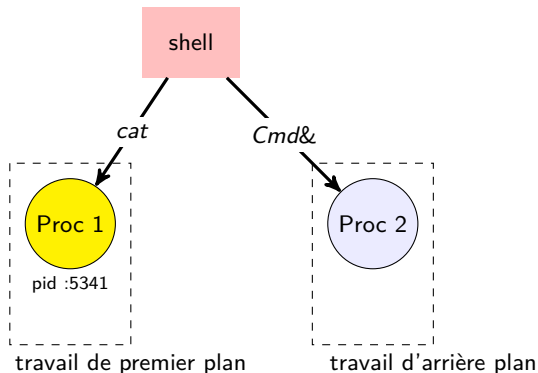 shell
cat
Cmd&
Proc 1
Proc 2
pid :5341
travail de premier plan
travail d'arrière plan